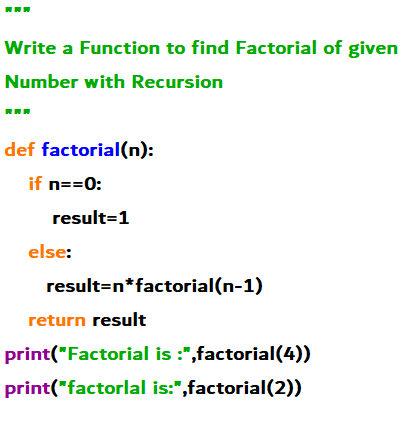 """
Write a Function to find Factorial of given
Number with Recursion
"""
def factorial(n):
    if n==0:
        result=1
    else:
       result=n*factorial(n-1)
    return result
print("Factorial is :",factorial(4))
print("factorlal is:",factorial(2))